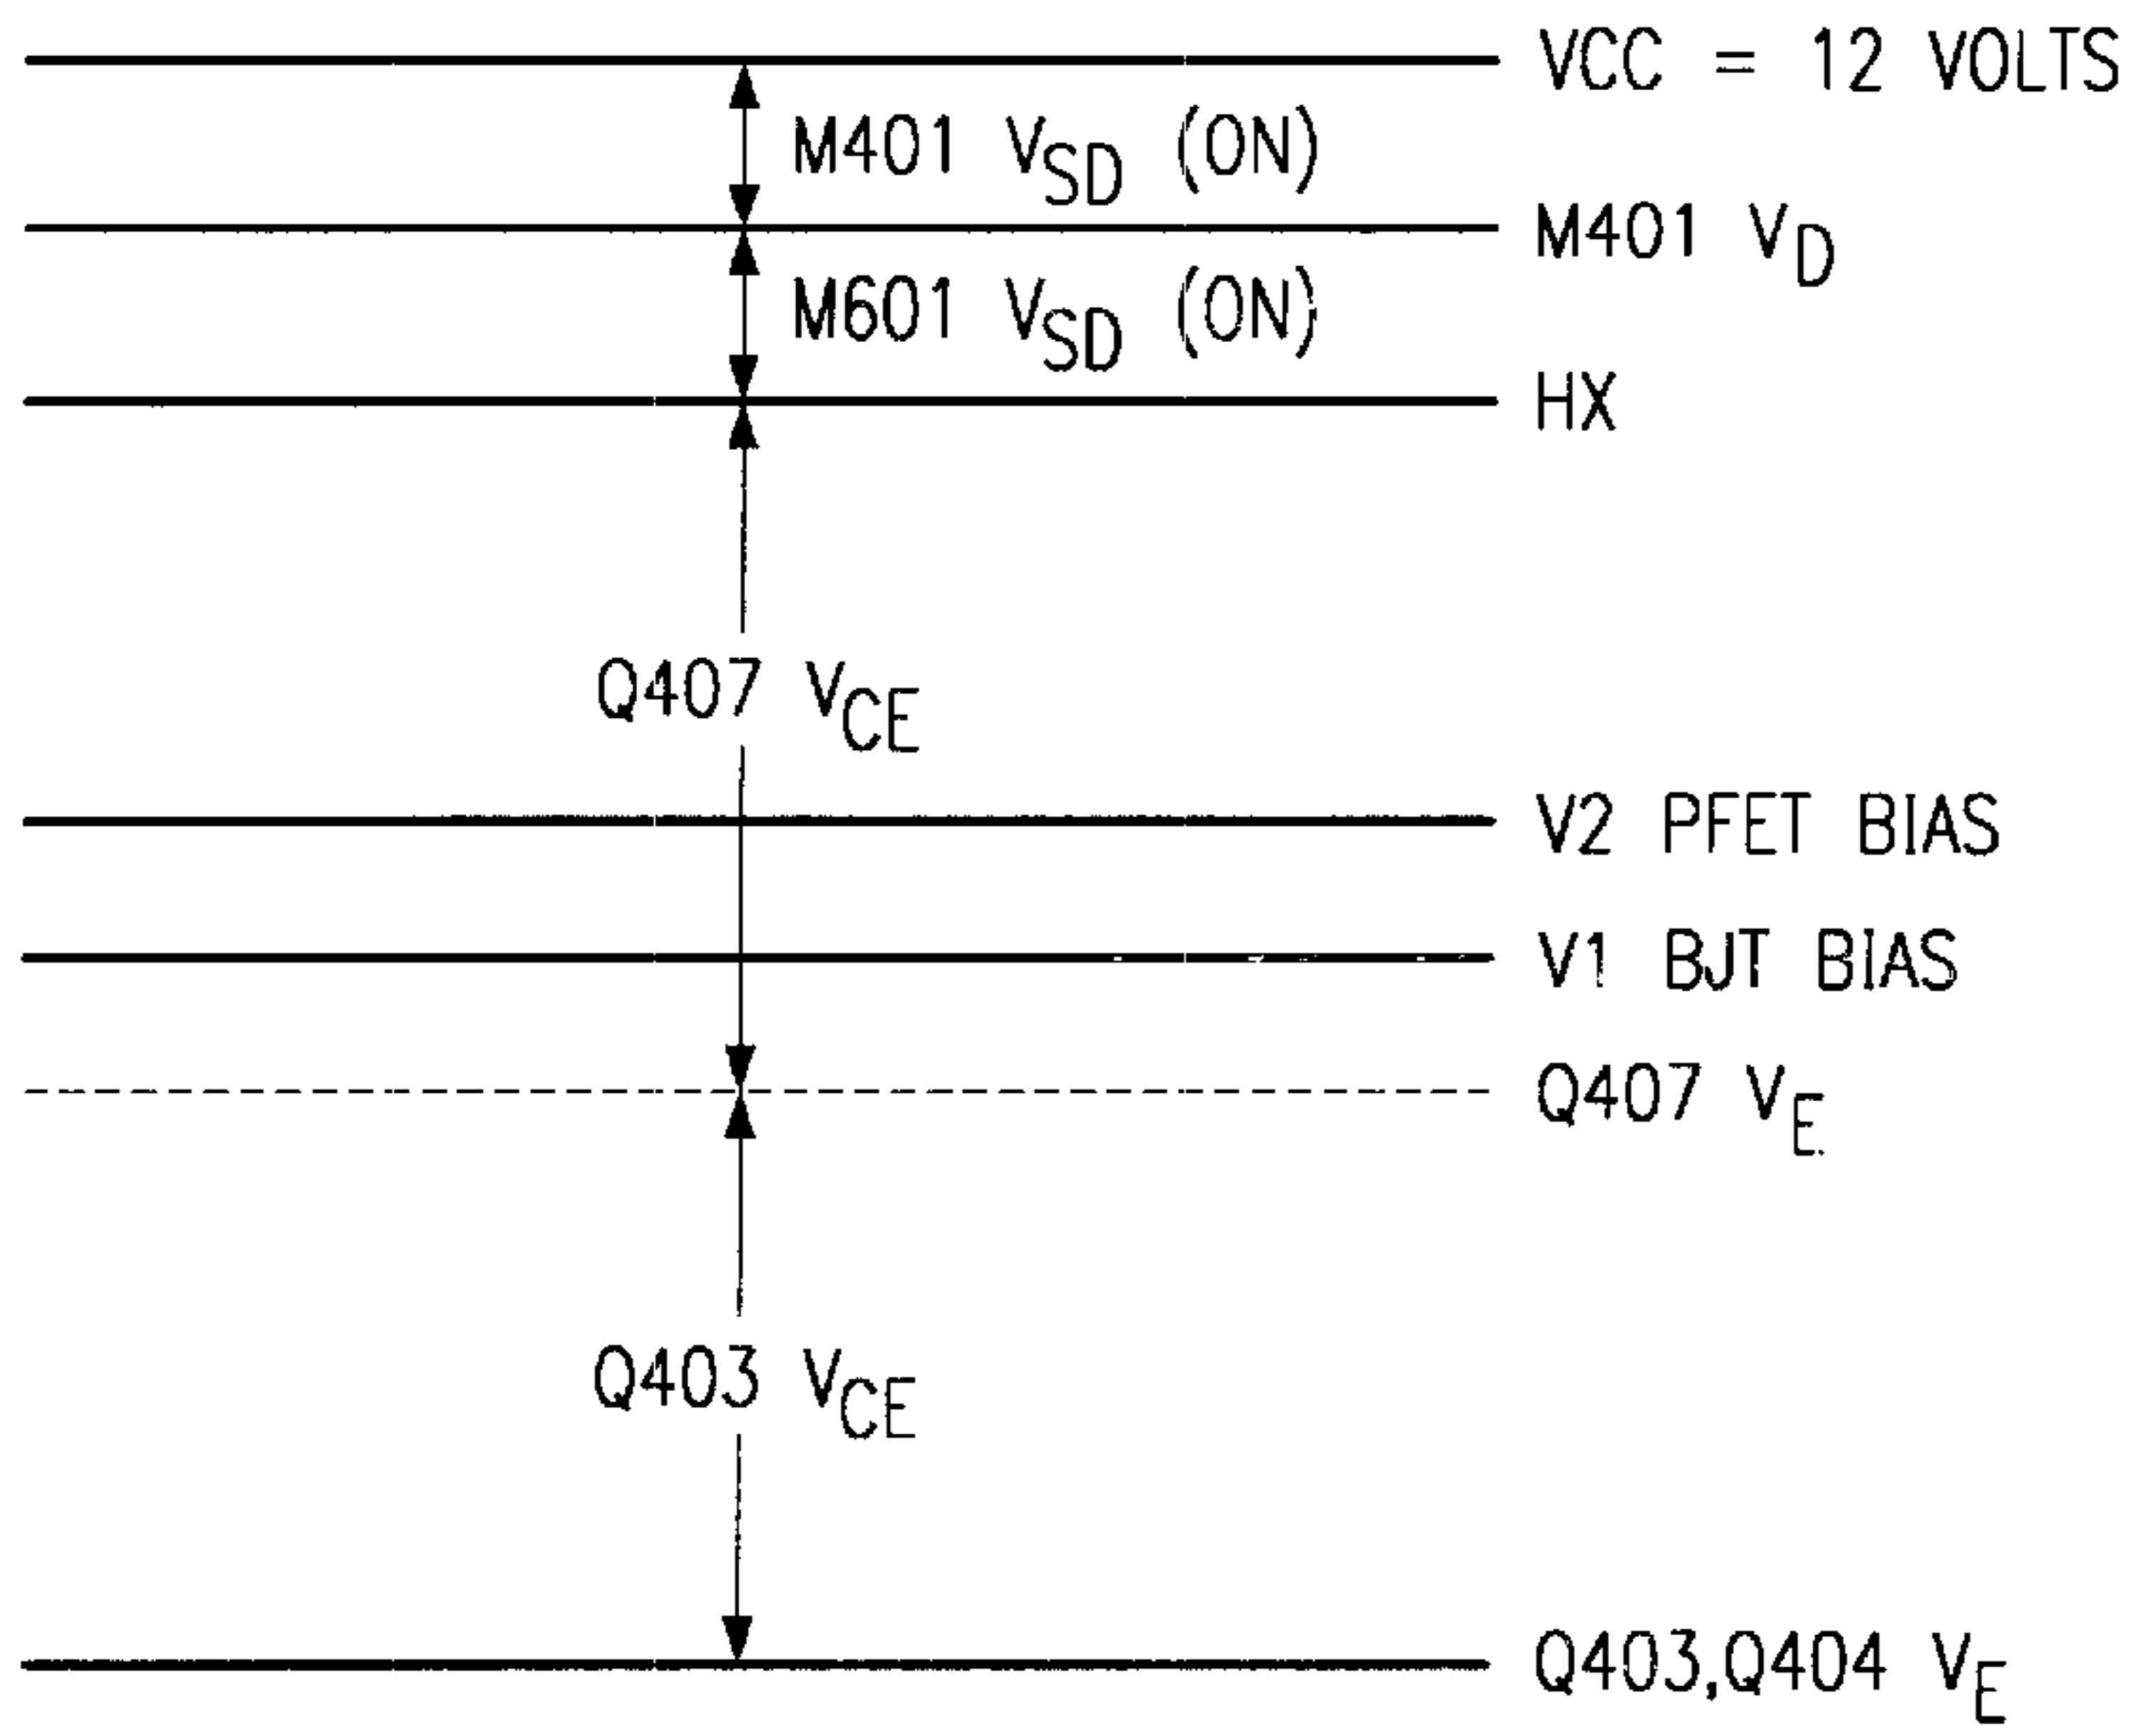 VCC = 12 VOLTS
M401 VSD (ON)
M401 VD
M601 VSD (ON)
HX
Q407 VCE
V2 PFET BIAS
V1 BJT BIAS
Q407 VE
Q403 VCE
Q403,Q404 VE